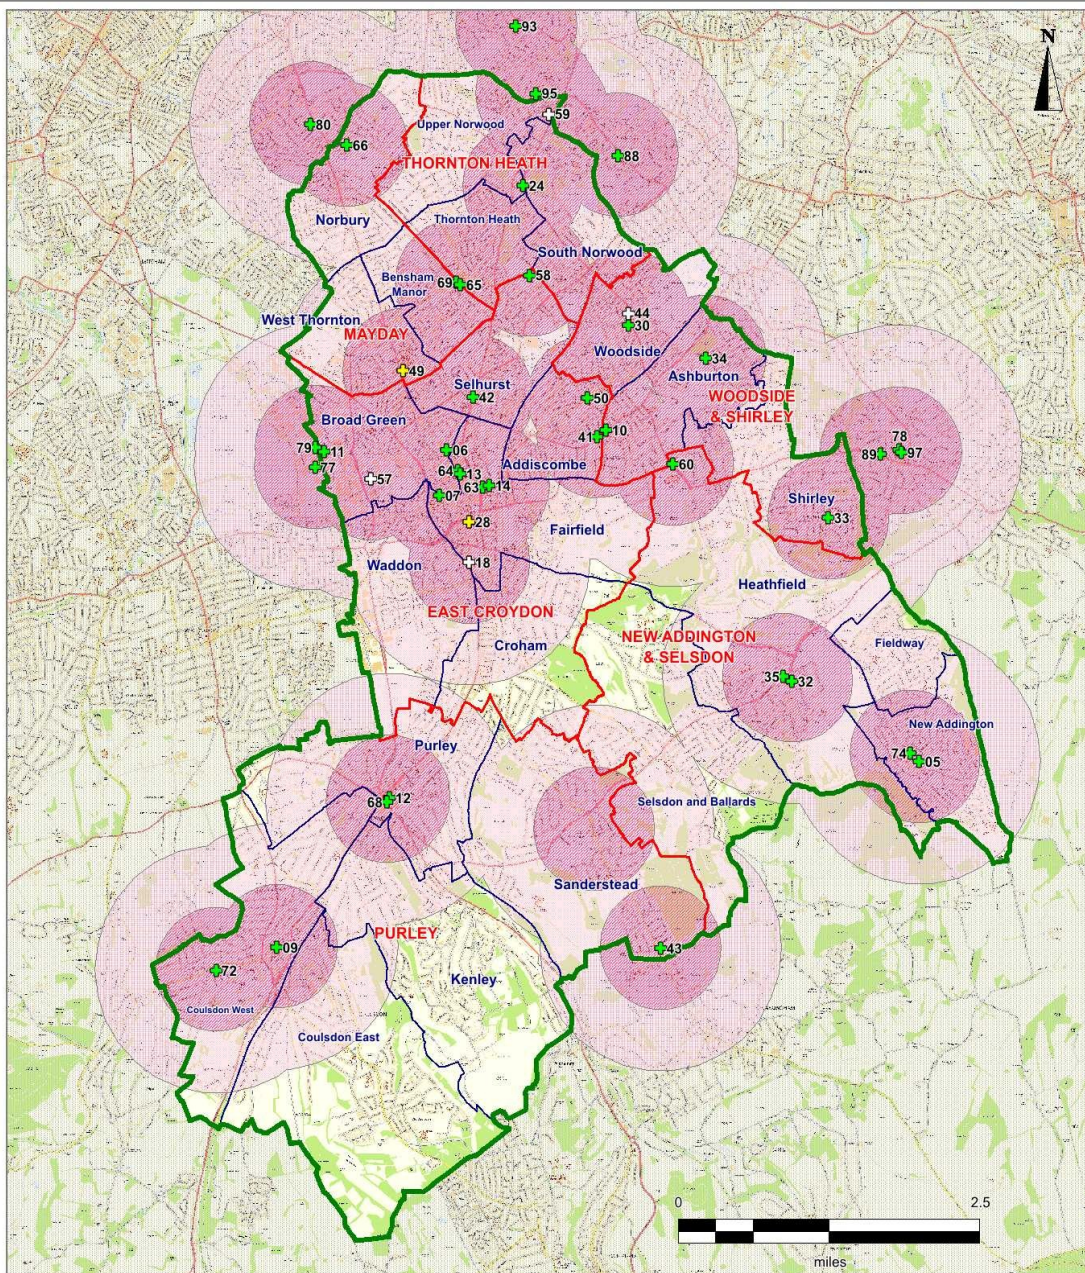 93
N
95
59
80
Upper Norwood
66
88
THORNTON HEATH
24
Norbury
Thornton Heath
South Norwood
58
Bensham
Manor
69
65
44
30
West Thornton
MAYDAY
Woodside
34
49
Selhurst
Ashburton
42
50
WOODSIDE
& SHIRLEY
Broad Green
10
41
79
11
06
78
89
97
77
57
64
13
Addiscombe
60
63
14
07
Shirley
33
28
Fairfield
Waddon
18
Heathfield
EAST CROYDON
NEW ADDINGTON
& SELSDON
Croham
Fieldway
35
32
New Addington
Purley
74
05
68
12
Selsdon and Ballards
Sanderstead
PURLEY
09
43
72
Kenley
Coulsdon West
Coulsdon East
0
2.5
miles